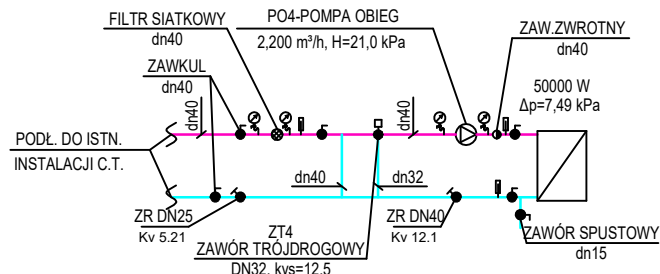 FILTR SIATKOWY
dn40
PO4-POMPA OBIEG
2,200 m³/h, H=21,0 kPa
ZAW.ZWROTNY
dn40
ZAWKUL
dn40
50000 W
Δp=7,49 kPa
dn40
dn40
PODŁ. DO ISTN.
INSTALACJI C.T.
dn40
dn32
ZR DN25
Kv 5.21
ZT4
ZAWÓR TRÓJDROGOWY
DN32, kvs=12,5
ZR DN40
Kv 12.1
ZAWÓR SPUSTOWY
dn15